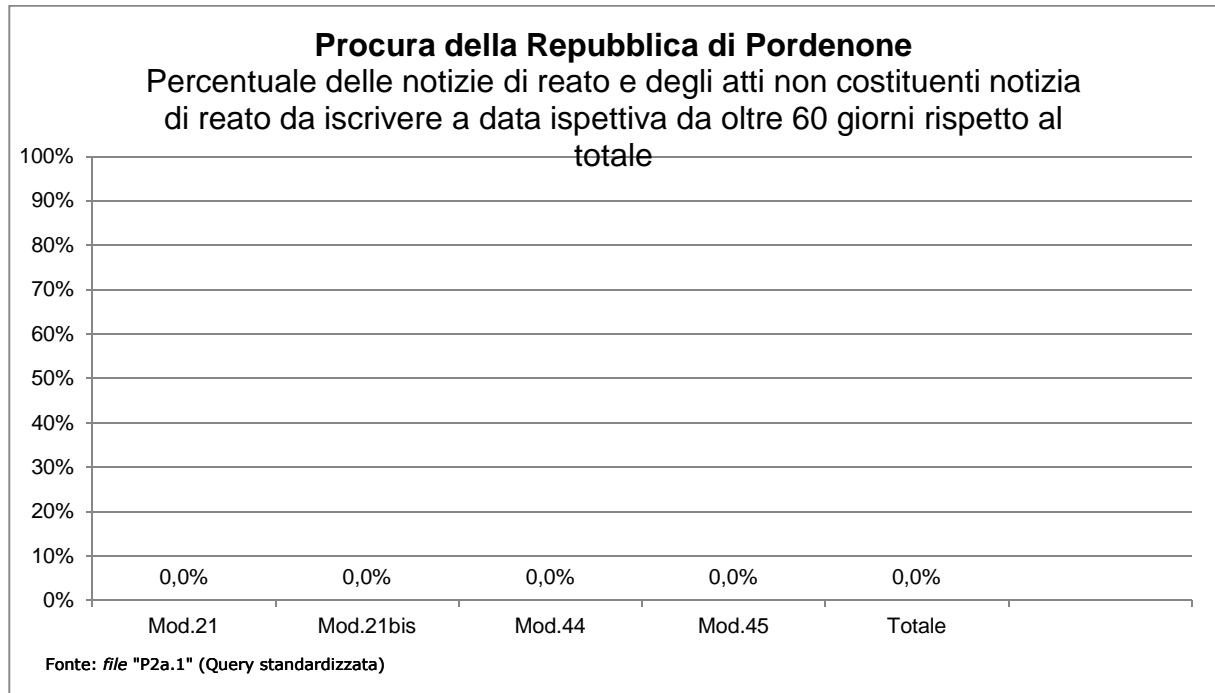 Procura della Repubblica di Pordenone
Percentuale delle notizie di reato e degli atti non costituenti notizia
di reato da iscrivere a data ispettiva da oltre 60 giorni rispetto al
totale
100%
90%
80%
70%
60%
50%
40%
30%
20%
10%
0%
0,0% 0,0% 0,0% 0,0% 0,0%
Mod.21 Mod.21bis Mod.44 Mod.45 Totale
Fonte: file "P2a.1" (Query standardizzata)